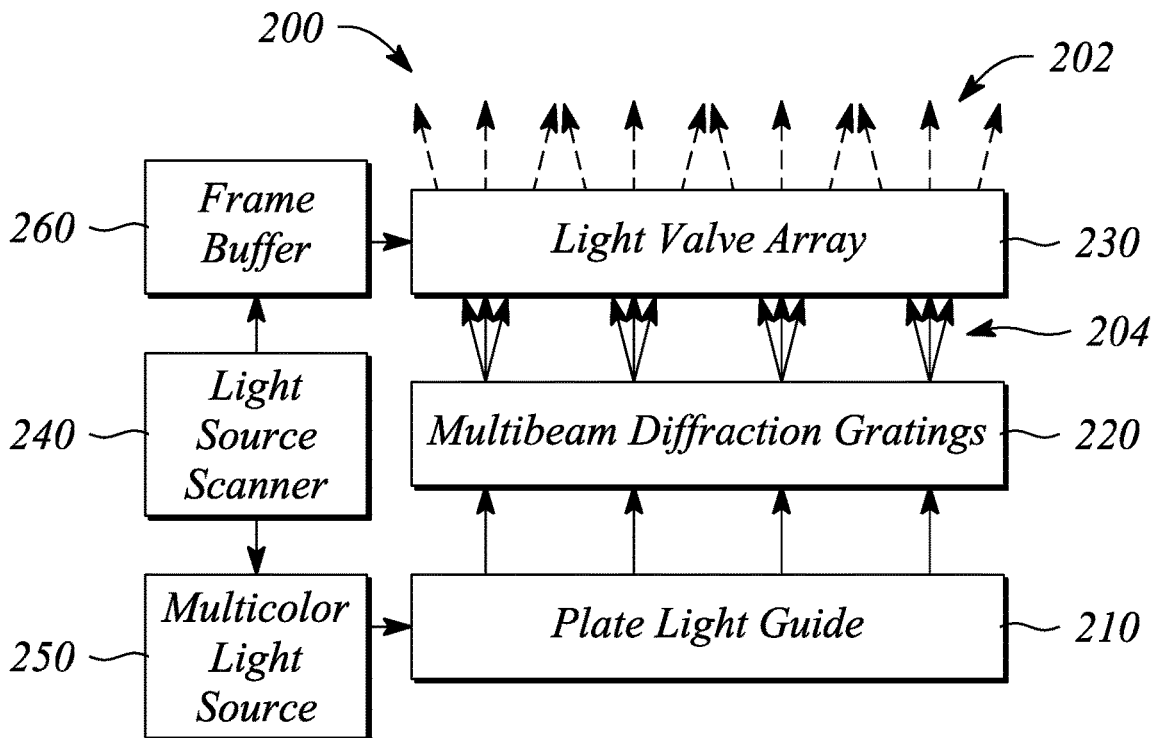 200
202
260
Frame
Buffer
Light Valve Array
230
204
240
Light
Source
Scanner
Multibeam Diffraction Gratings
220
250
Multicolor
Light
Source
Plate Light Guide
210